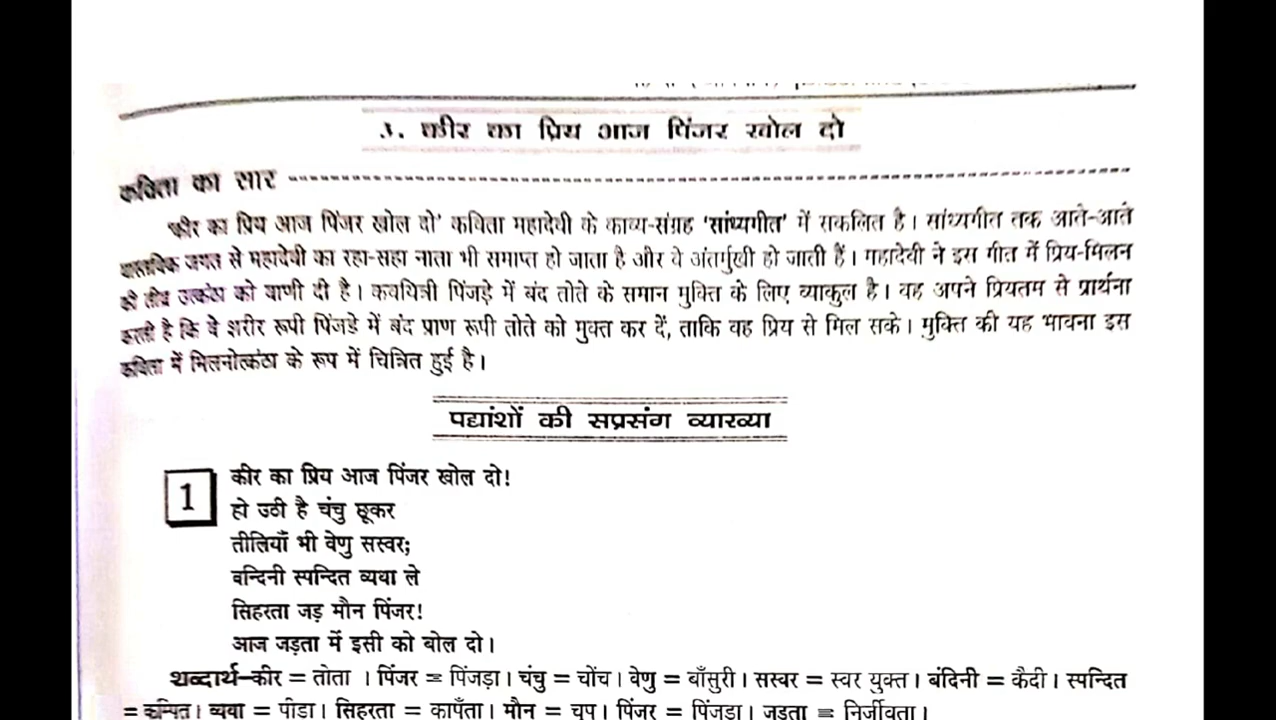 3. कीर का प्रिय आज पिंजर खोल दो
कविता का सार
'कीर का प्रिय आज पिंजर खोल दो' कविता महादेवी के काव्य-संग्रह 'सांध्यगीत' में संकलित है। सांध्यगीत तक आते-आते
वास्तविक जगत से महादेवी का रहा-सहा नाता भी समाप्त हो जाता है और वे अंतर्मुखी हो जाती हैं। महादेवी ने इस गीत में प्रिय-मिलन
की तीव्र उत्कंठा को वाणी दी है। कवयित्री पिंजड़े में बंद तोते के समान मुक्ति के लिए व्याकुल है। वह अपने प्रियतम से प्रार्थना
करती है कि वे शरीर रूपी पिंजडे में बंद प्राण रूपी तोते को मुक्त कर दें, ताकि वह प्रिय से मिल सके। मुक्ति की यह भावना इस
कविता में मिलनोत्कंठा के रूप में चित्रित हुई है।
पद्यांशों की सप्रसंग व्याख्या
1 कीर का प्रिय आज पिंजर खोल दो!
हो उठी है चंचु छूकर
तीलियाँ भी वेणु सस्वर;
बन्दिनी स्पन्दित व्यथा ले
सिहरता जड़ मौन पिंजर!
आज जड़ता में इसी को बोल दो।
शब्दार्थ–कीर = तोता । पिंजर = पिंजड़ा। चंचु = चोंच। वेणु = बाँसुरी। सस्वर = स्वर युक्त। बंदिनी = कैदी। स्पन्दित
= कम्पित। व्यथा = पीड़ा। सिहरता = काँपता। मौन = चुप। पिंजर = पिंजड़ा। जड़ता = निर्जीवता।